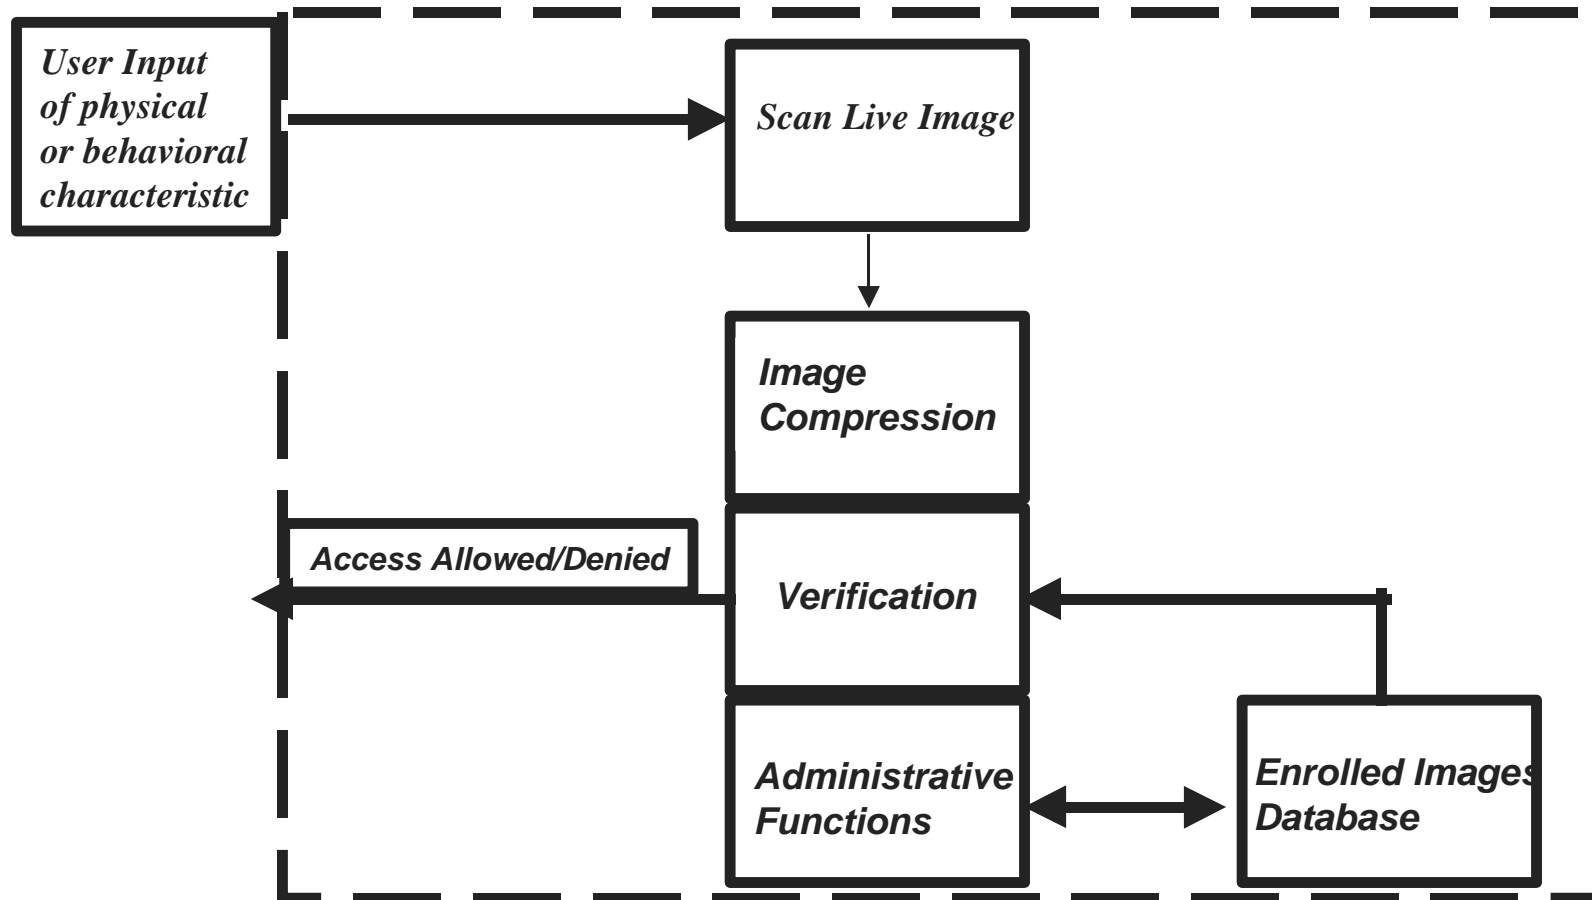 User Input
of physical
or behavioral
characteristic
Scan Live Image
Image
Compression
Access Allowed/Denied
Verification
Administrative
Functions
Enrolled Images
Database